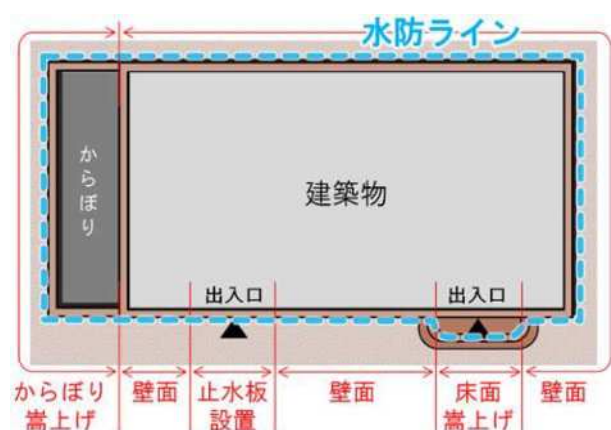 水防ライン
からぼり
建築物
出入口
出入口
からぼり
嵩上げ
壁面
止水板
設置
壁面
床面
嵩上げ
壁面